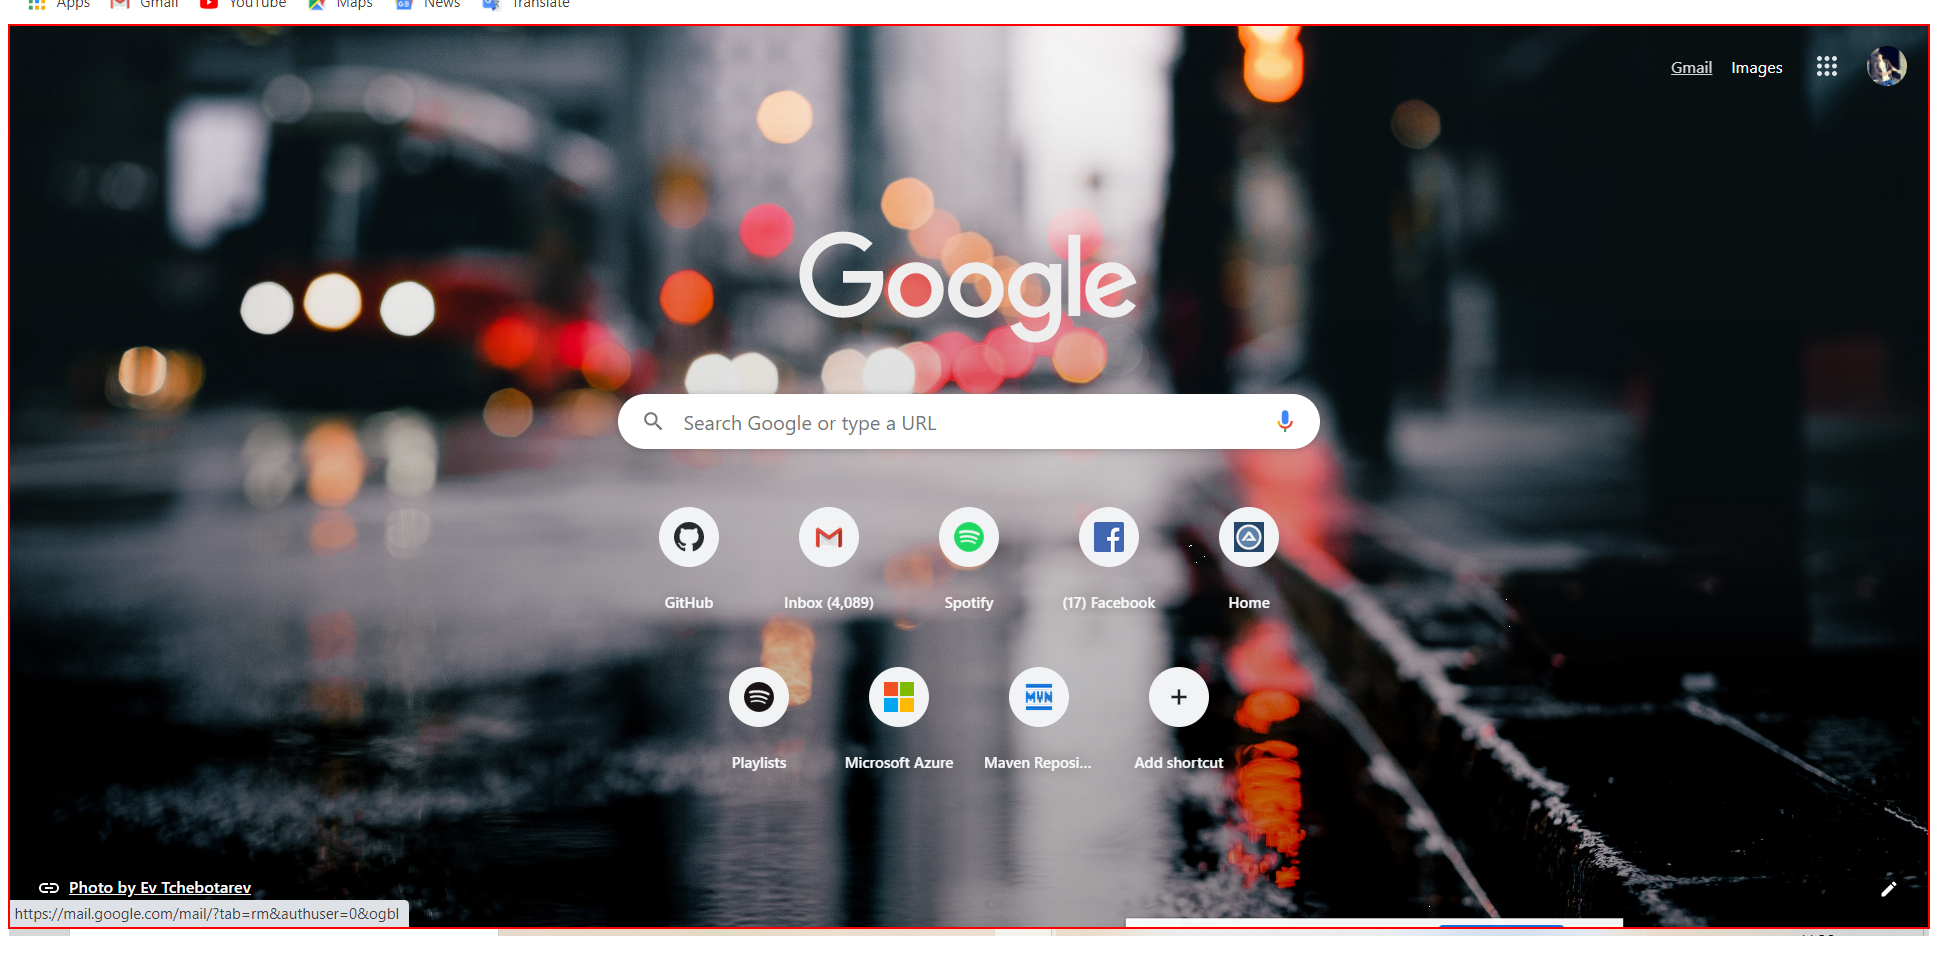 Apps Gmail YouTube Maps News Translate
Gmail Images
Google
Search Google or type a URL
GitHub Inbox (4,089) Spotify (17) Facebook Home
MVN
Playlists Microsoft Azure Maven Reposi... Add shortcut
Photo by Ev Tchebotarev
https://mail.google.com/mail/?tab=rm&authuser=0&ogbl